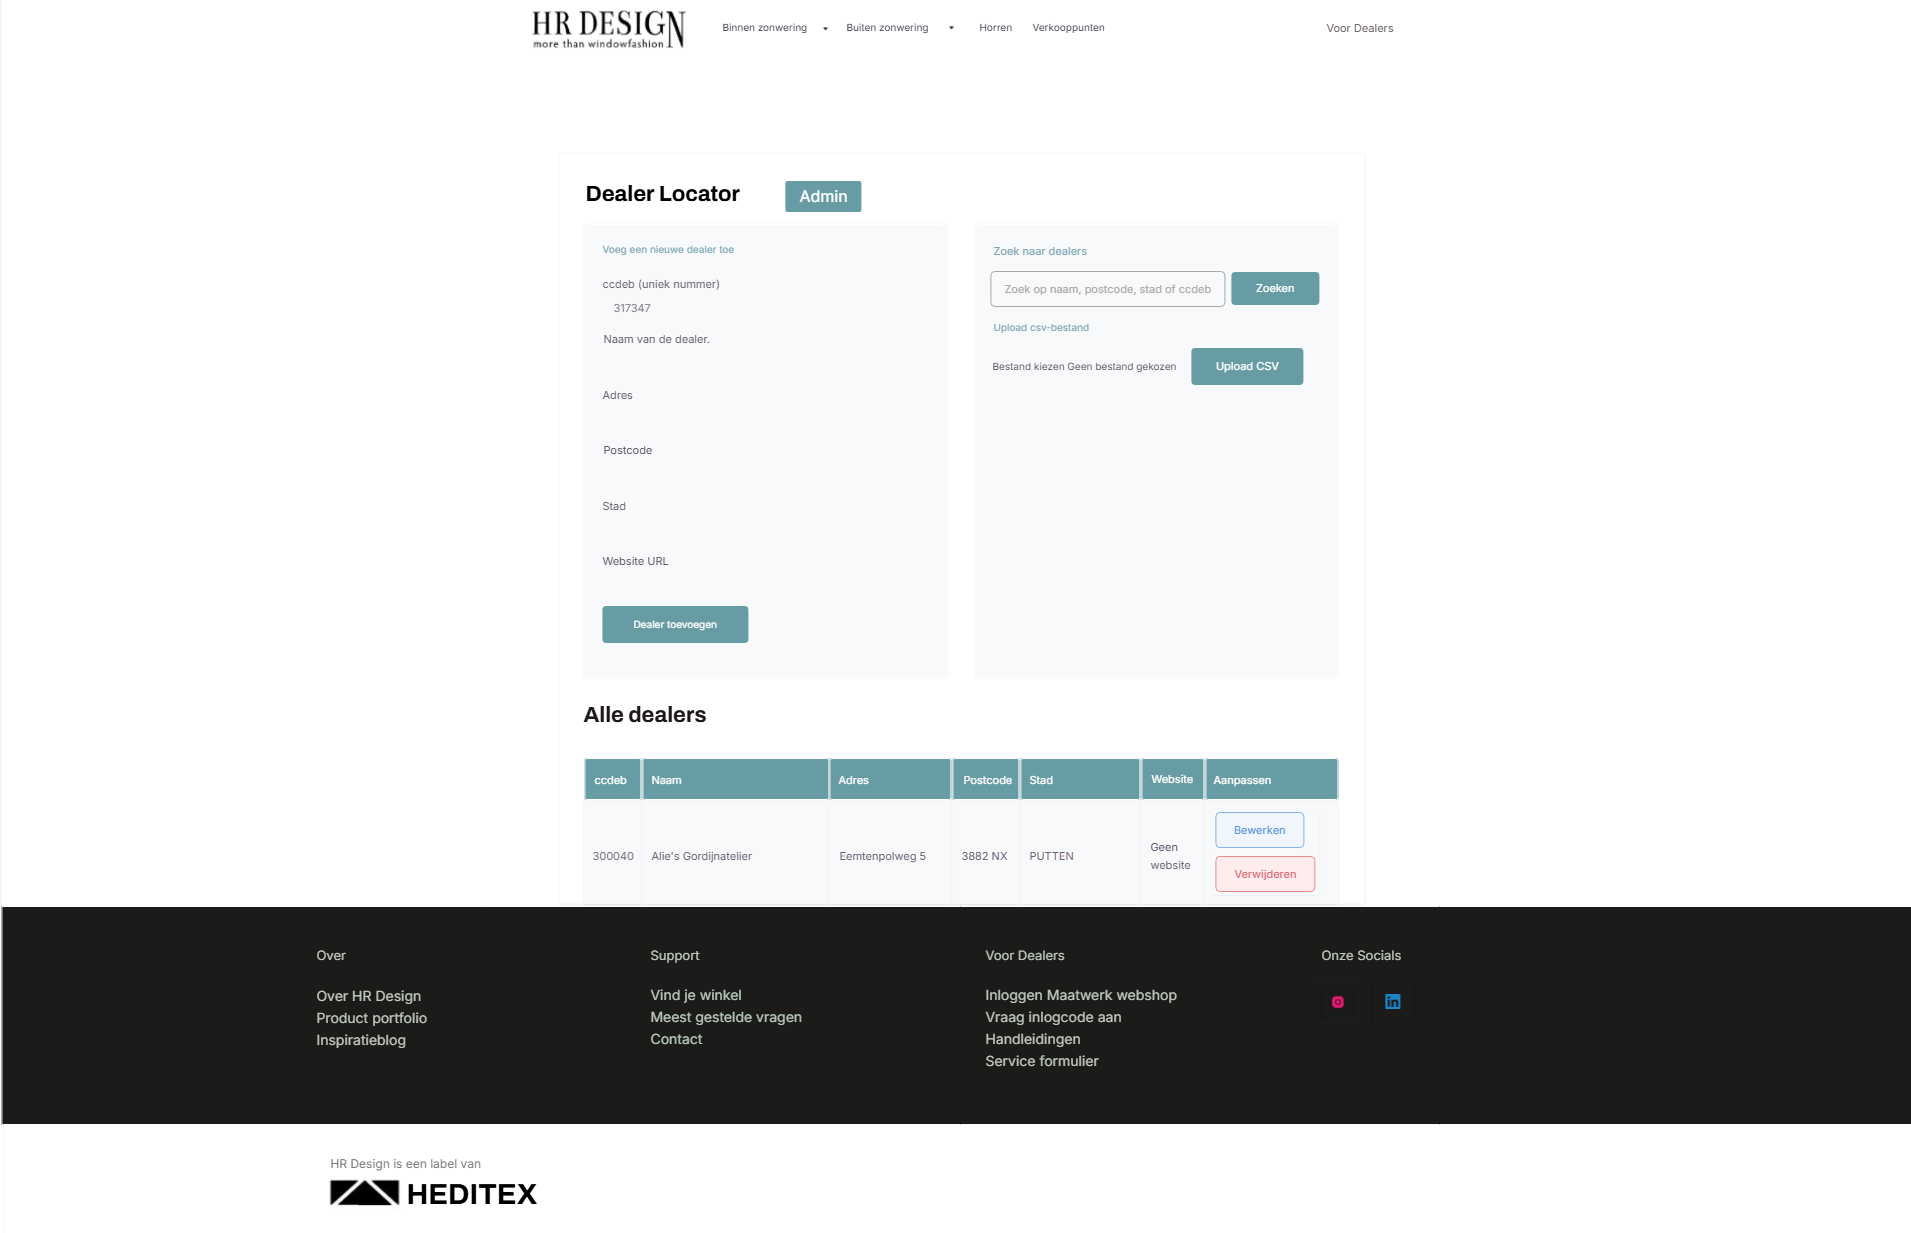 HR DESIGN
more than windowfashion
Binnen zonwering
Buiten zonwering
Horren
Verkooppunten
Voor Dealers
Dealer Locator
Admin
Voeg een nieuwe dealer toe
ccdeb (uniek nummer)
317347
Naam van de dealer.
Adres
Postcode
Stad
Website URL
Dealer toevoegen
Zoek naar dealers
Zoek op naam, postcode, stad of ccdeb
Zoeken
Upload csv-bestand
Bestand kiezen Geen bestand gekozen
Upload CSV
Alle dealers
ccdeb Naam Adres Postcode Stad Website Aanpassen
300040 Alie's Gordijnatelier Eemtenpolweg 5 3882 NX PUTTEN
Geen
website
Bewerken
Verwijderen
Over
Over HR Design
Product portfolio
Inspiratieblog
Support
Vind je winkel
Meest gestelde vragen
Contact
Voor Dealers
Inloggen Maatwerk webshop
Vraag inlogcode aan
Handleidingen
Service formulier
Onze Socials
in
HR Design is een label van
HEDITEX